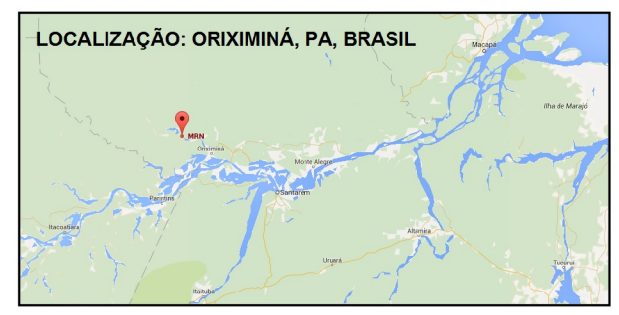 LOCALIZAÇÃO: ORIXIMINÁ, PA, BRASIL
Macapá
Ilha de Marajó
MRN
Oriximiná
Monte Alegre
Santarém
Parintins
Itacoatiara
Altamira
Uruará
Tucuruí
Itaituba